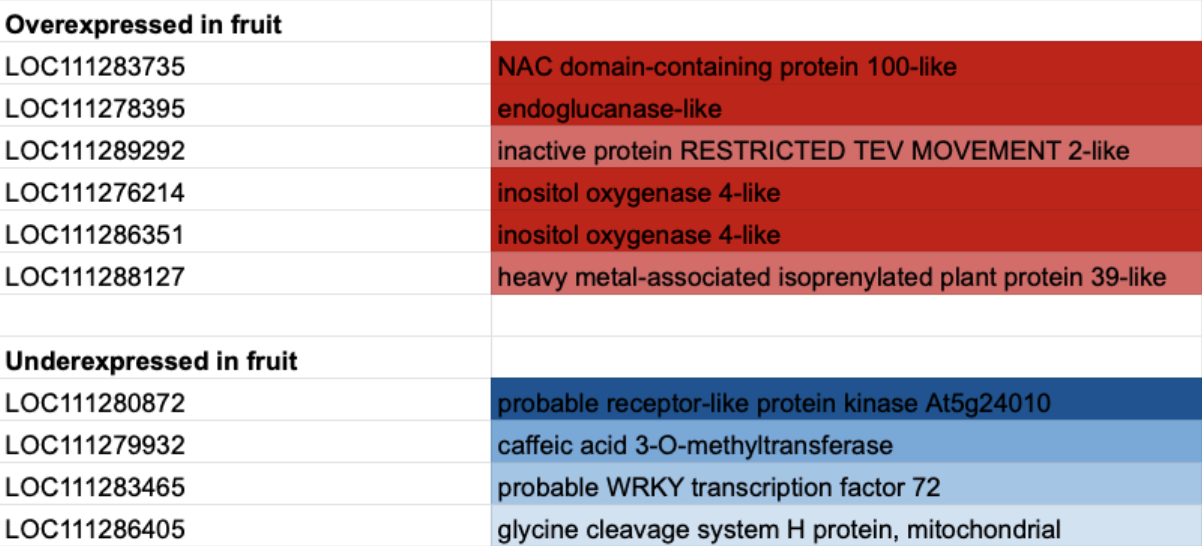 Overexpressed in fruit
LOC111283735 NAC domain-containing protein 100-like
LOC111278395 endoglucanase-like
LOC111289292 inactive protein RESTRICTED TEV MOVEMENT 2-like
LOC111276214 inositol oxygenase 4-like
LOC111286351 inositol oxygenase 4-like
LOC111288127 heavy metal-associated isoprenylated plant protein 39-like
Underexpressed in fruit
LOC111280872 probable receptor-like protein kinase At5g24010
LOC111279932 caffeic acid 3-O-methyltransferase
LOC111283465 probable WRKY transcription factor 72
LOC111286405 glycine cleavage system H protein, mitochondrial